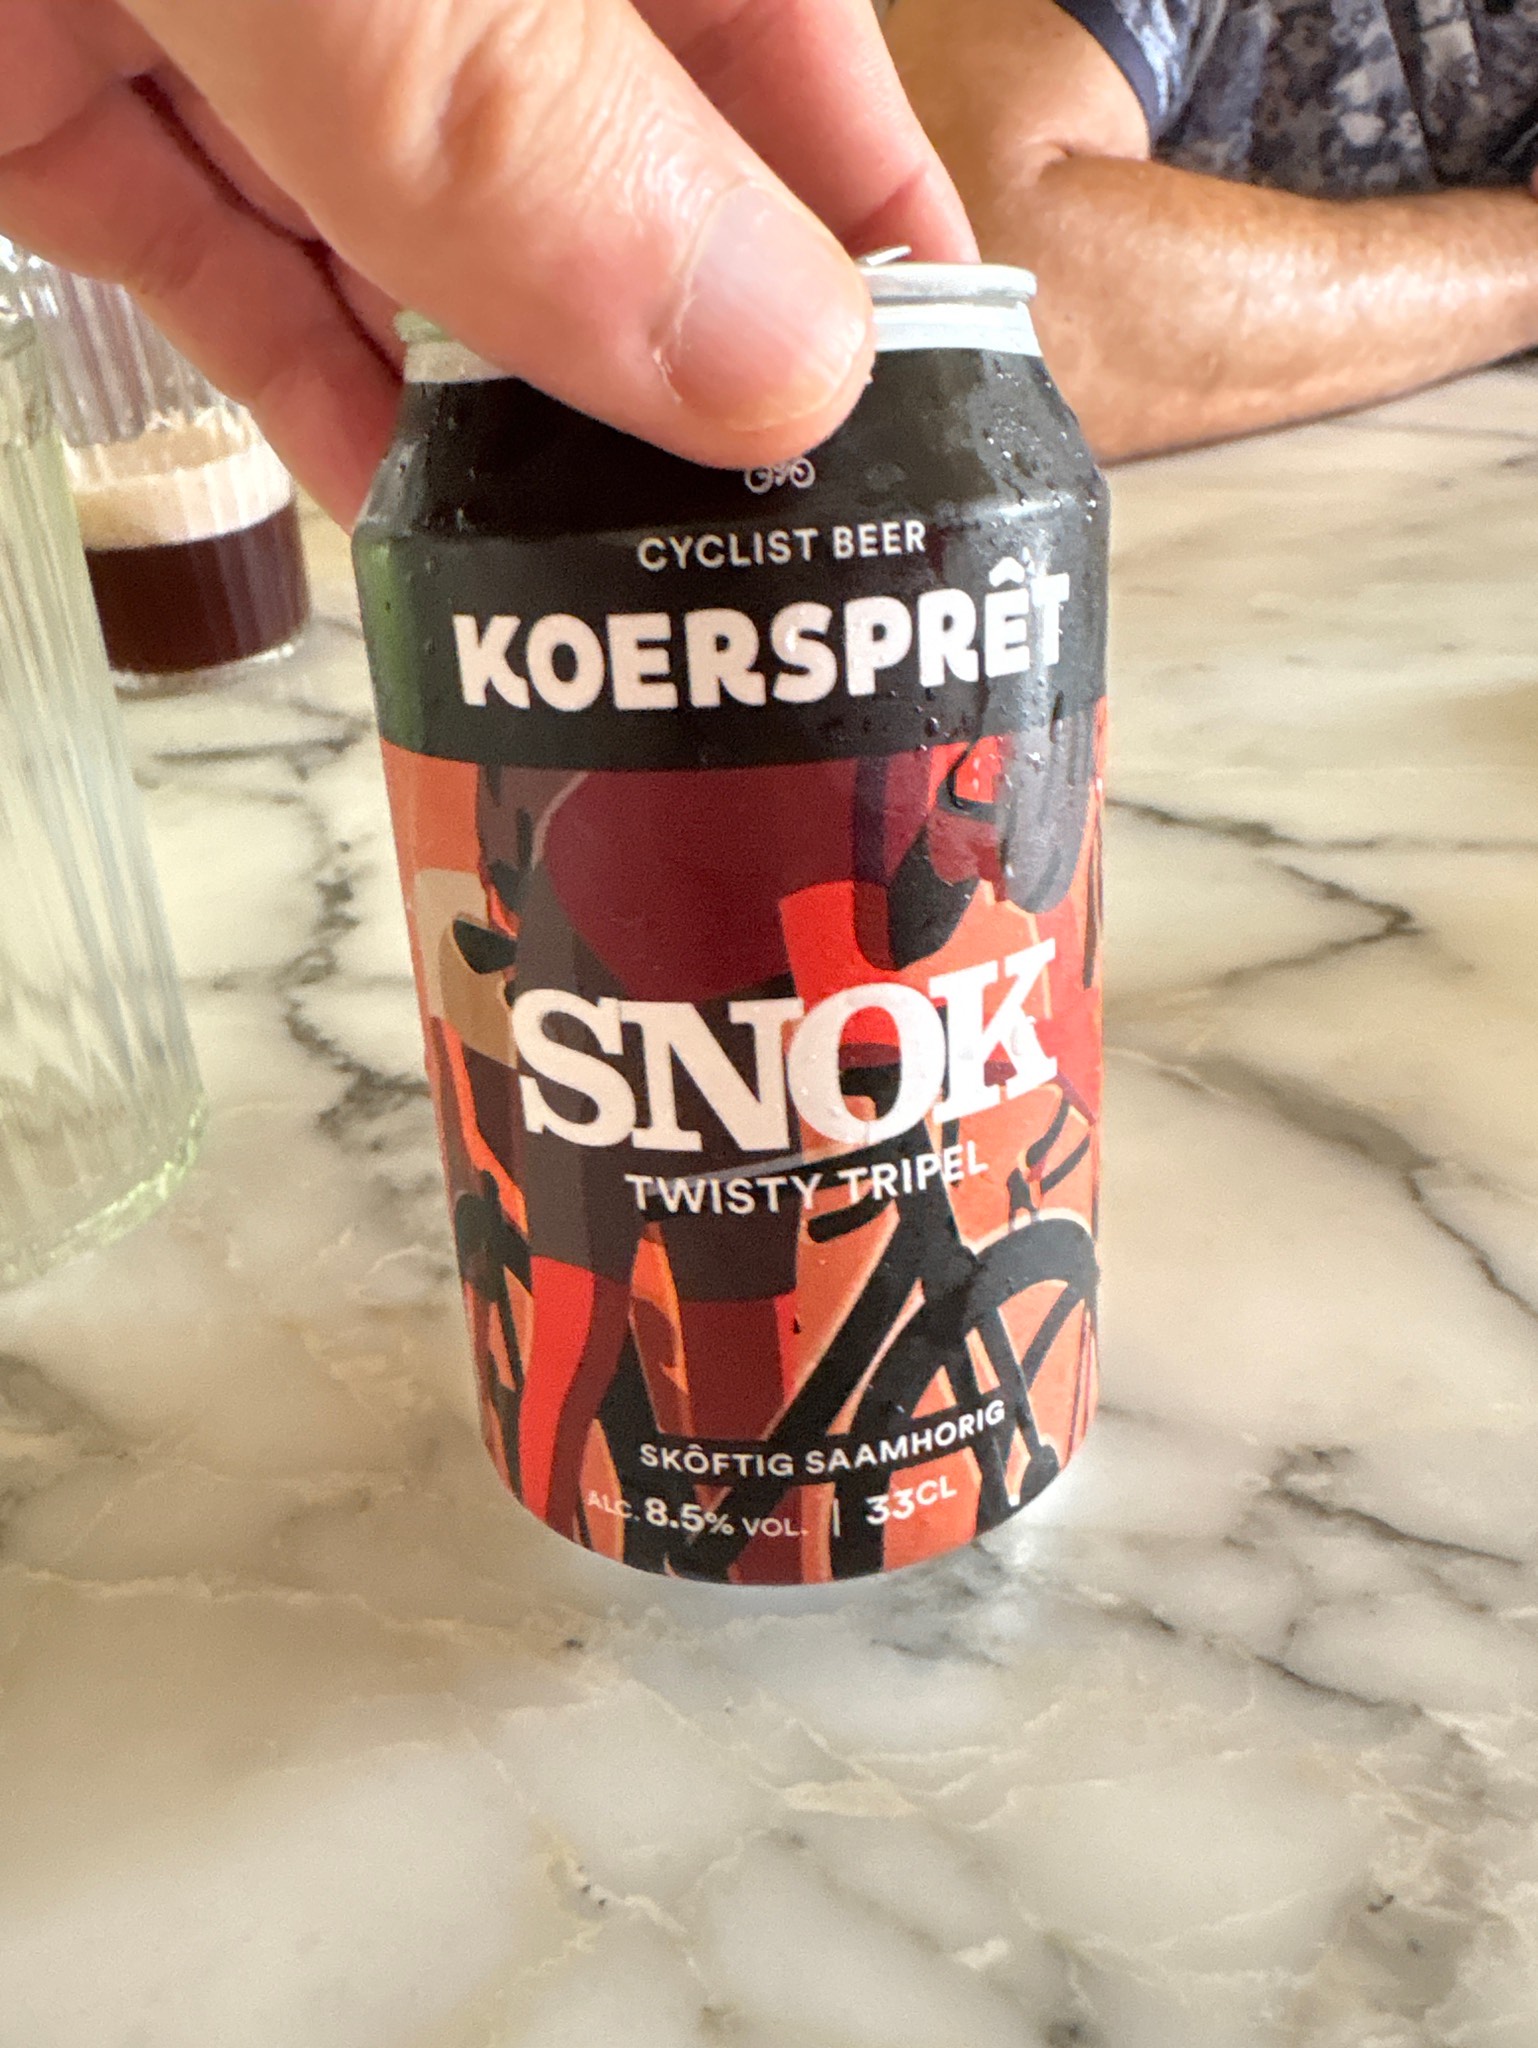 CYCLIST BEER
KOERSPRÊT
SNOK
TWISTY TRIPEL
SKÔFTIG SAAMHORIG
ALC. 8.5% VOL. | 33CL